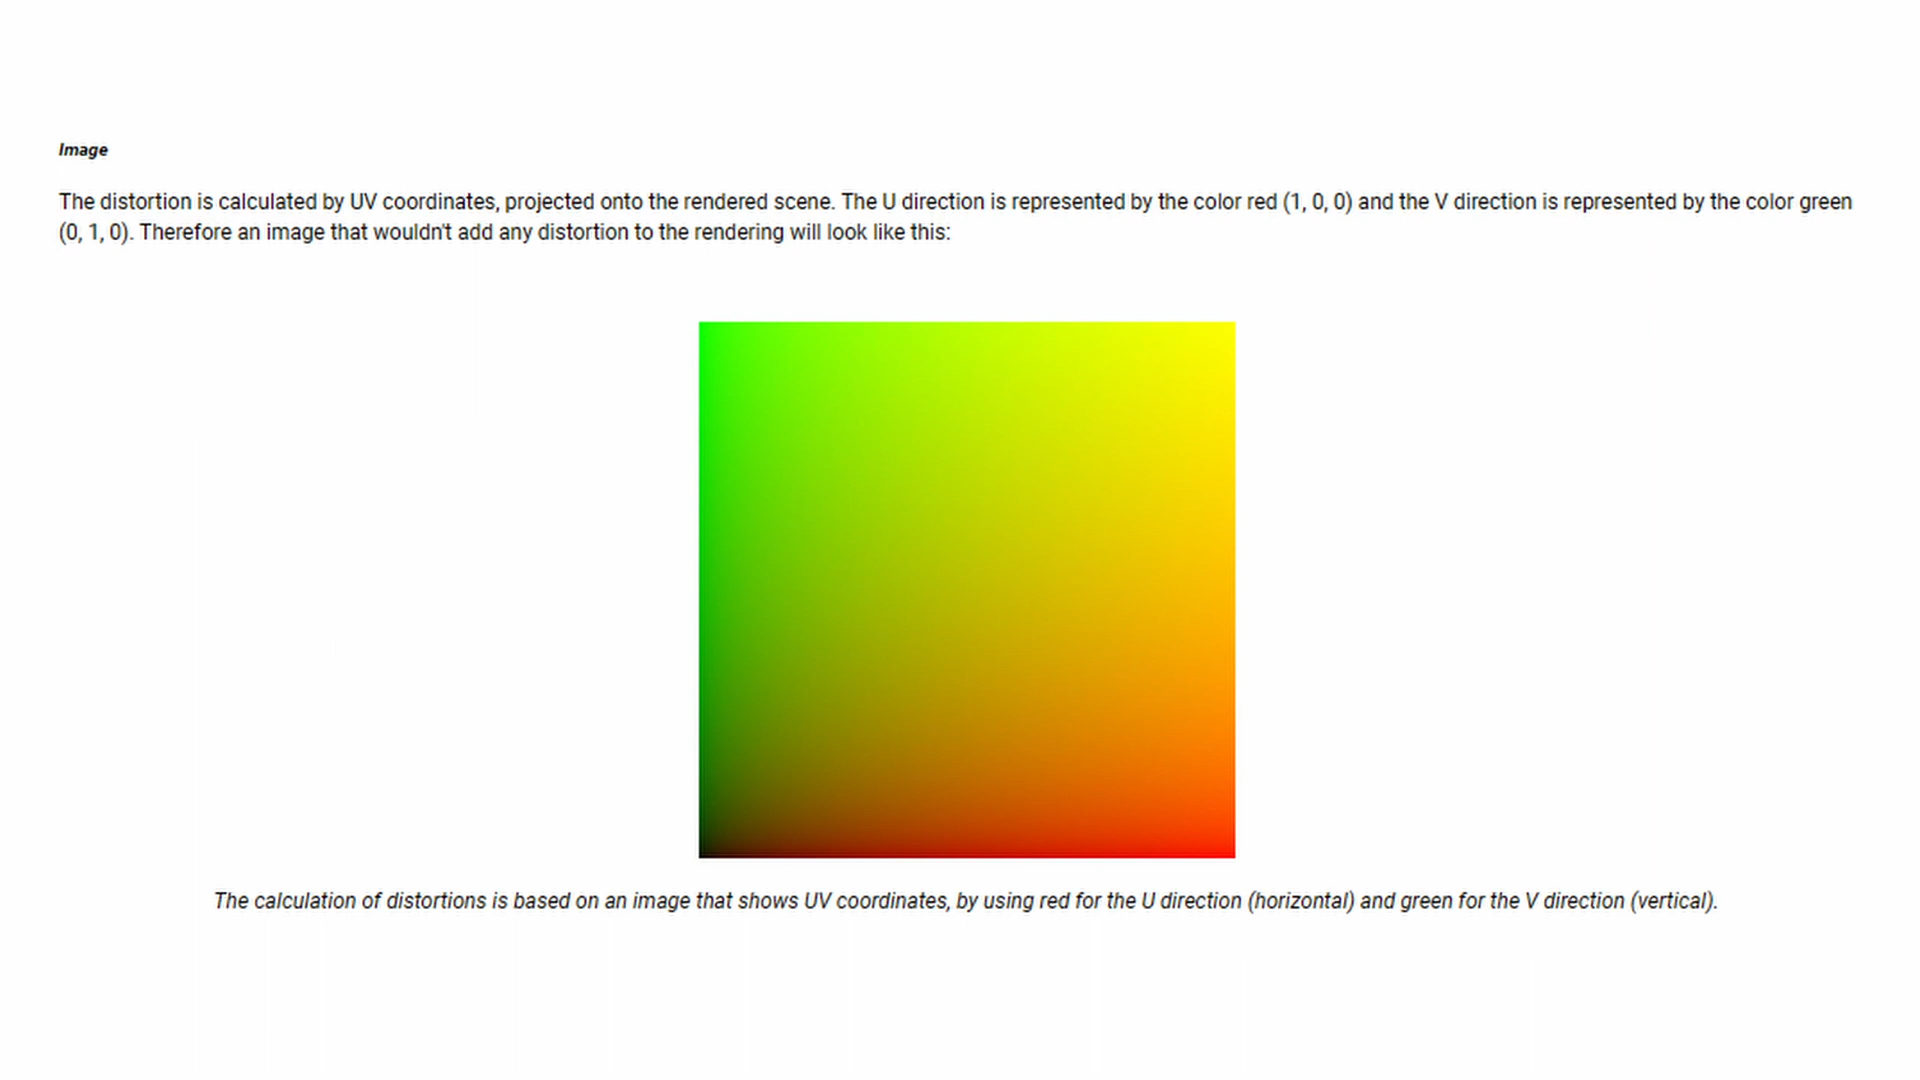 Image
The distortion is calculated by UV coordinates, projected onto the rendered scene. The U direction is represented by the color red (1, 0, 0) and the V direction is represented by the color green
(0, 1, 0). Therefore an image that wouldn't add any distortion to the rendering will look like this:
The calculation of distortions is based on an image that shows UV coordinates, by using red for the U direction (horizontal) and green for the V direction (vertical).